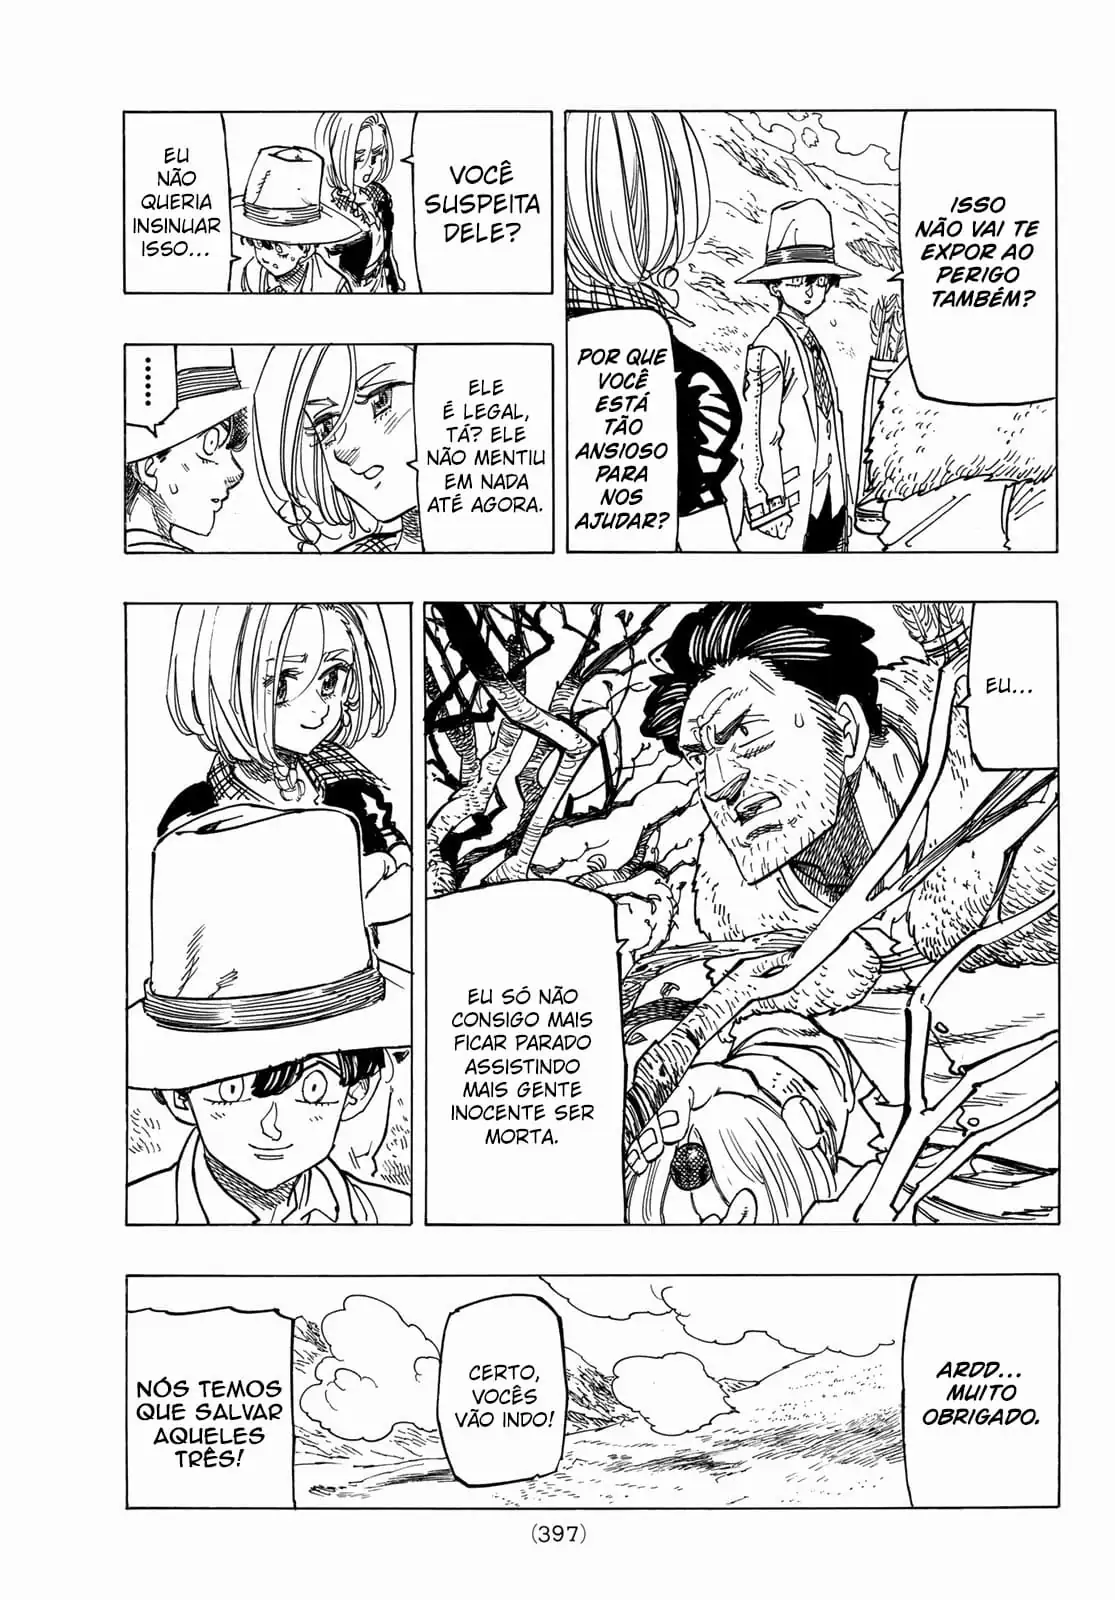 ISSO
NÃO VAI TE
EXPOR AO
PERIGO
TAMBÉM?
POR QUE
VOCÊ
ESTÁ
TÃO
ANSIOSO
PARA
NOS
AJUDAR?
VOCÊ
SUSPEITA
DELE?
EU
NÃO
QUERIA
INSINUAR
ISSO...
ELE
É LEGAL,
TÁ? ELE
NÃO MENTIU
EM NADA
ATÉ AGORA.
......
EU...
EU SÓ NÃO
CONSIGO MAIS
FICAR PARADO
ASSISTINDO
MAIS GENTE
INOCENTE SER
MORTA.
ARDD...
MUITO
OBRIGADO.
CERTO,
VOCÊS
VÃO INDO!
NÓS TEMOS
QUE SALVAR
AQUELES
TRÊS!
(397)